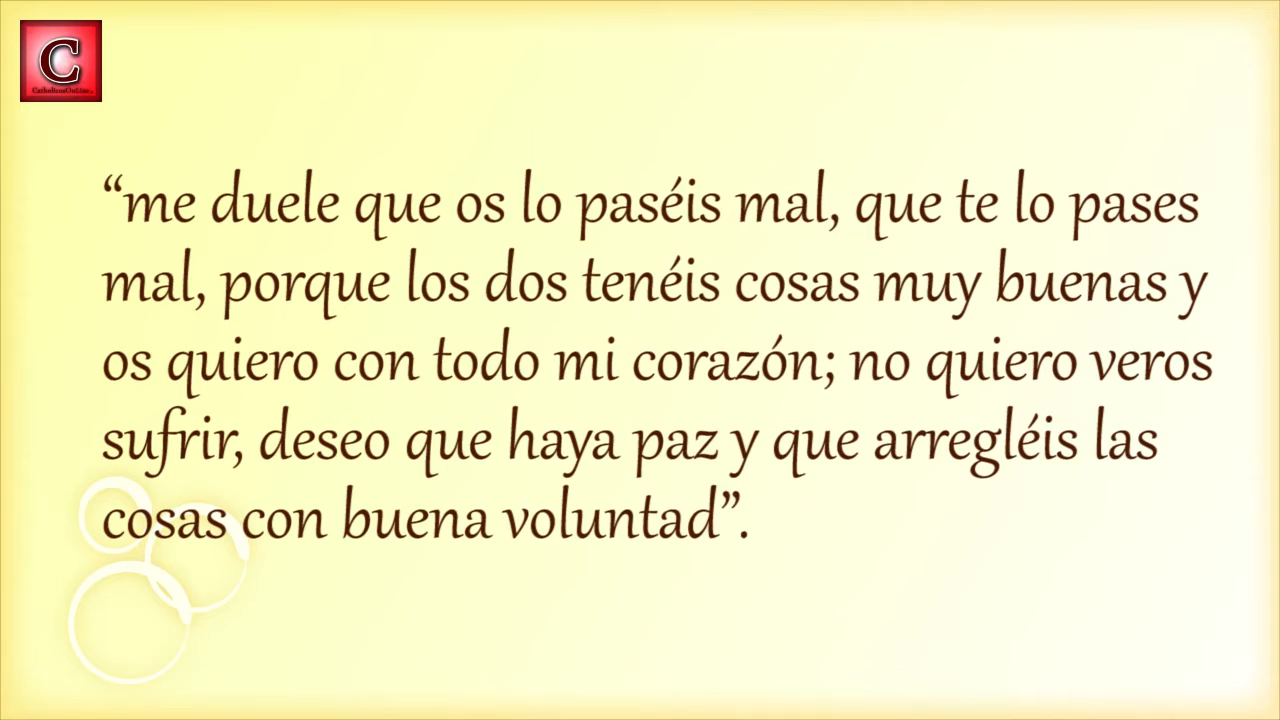 C
CatholicosOnLine
“me duele que os lo paséis mal, que te lo pases
mal, porque los dos tenéis cosas muy buenas y
os quiero con todo mi corazón; no quiero veros
sufrir, deseo que haya paz y que arregléis las
cosas con buena voluntad”.